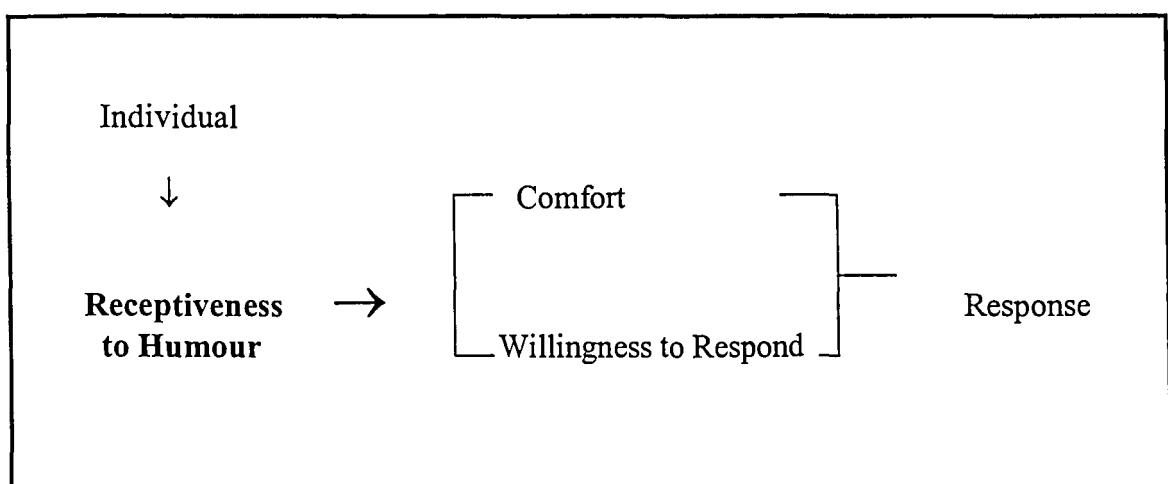 Individual
↓
Comfort
Receptiveness → Response
to Humour
Willingness to Respond